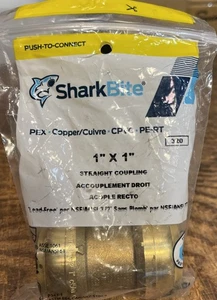 PUSH-TO-CONNECT
SharkBite
PEX · Copper/Cuivre · CPVC · PE-RT
1" X 1"
STRAIGHT COUPLING
ACCOUPLEMENT DROIT
ACOPLE RECTO